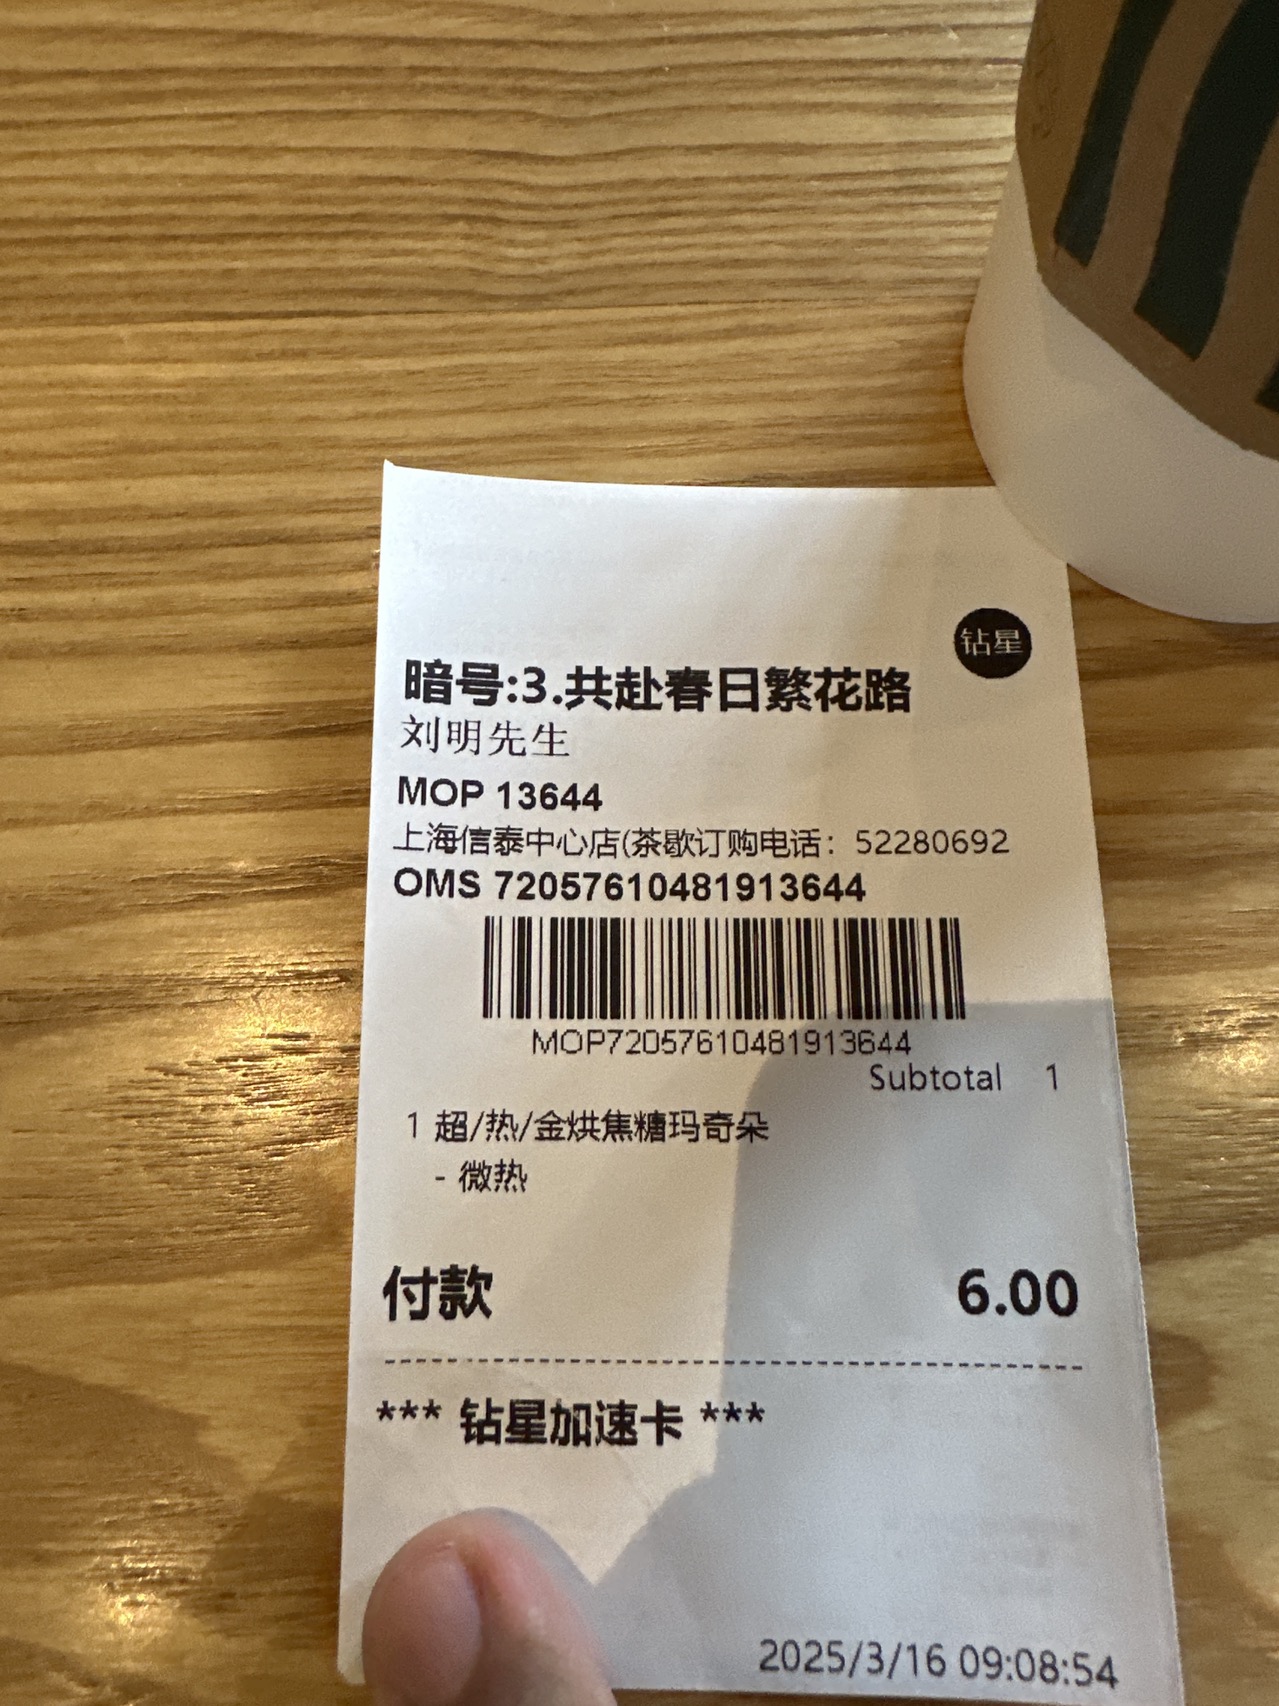 钻星
暗号:3.共赴春日繁花路
刘明先生
MOP 13644
上海信泰中心店(茶歇订购电话：52280692
OMS 72057610481913644
MOP72057610481913644
Subtotal 1
1 超/热/金烘焦糖玛奇朵
- 微热
付款 6.00
*** 钻星加速卡 ***
2025/3/16 09:08:54